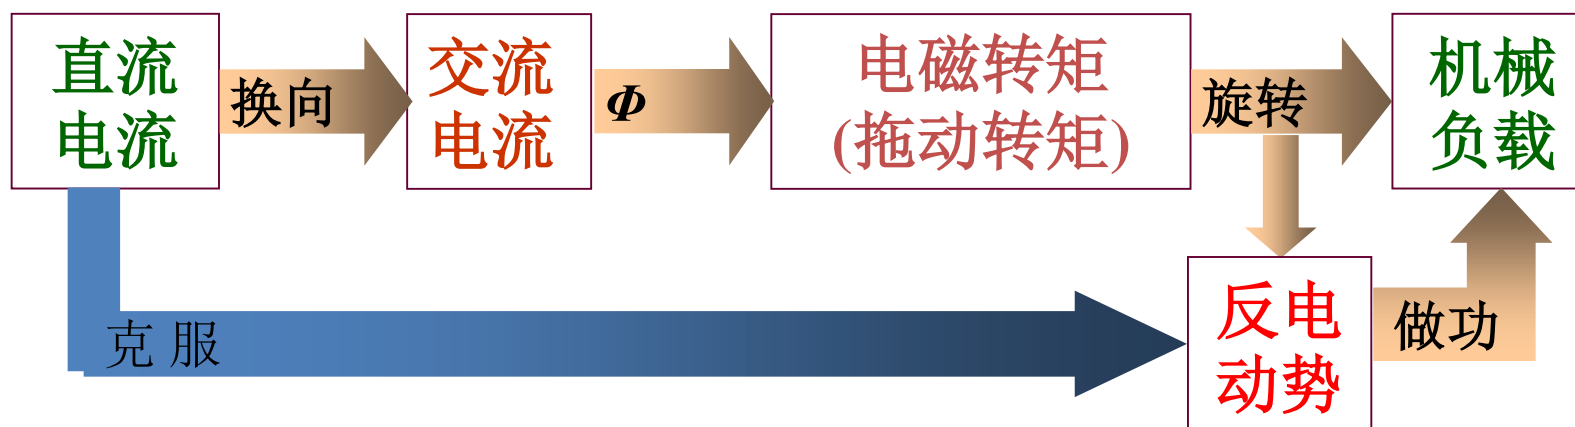 直流
电流
换向
交流
电流
Φ
电磁转矩
(拖动转矩)
旋转
机械
负载
克服
反电
动势
做功